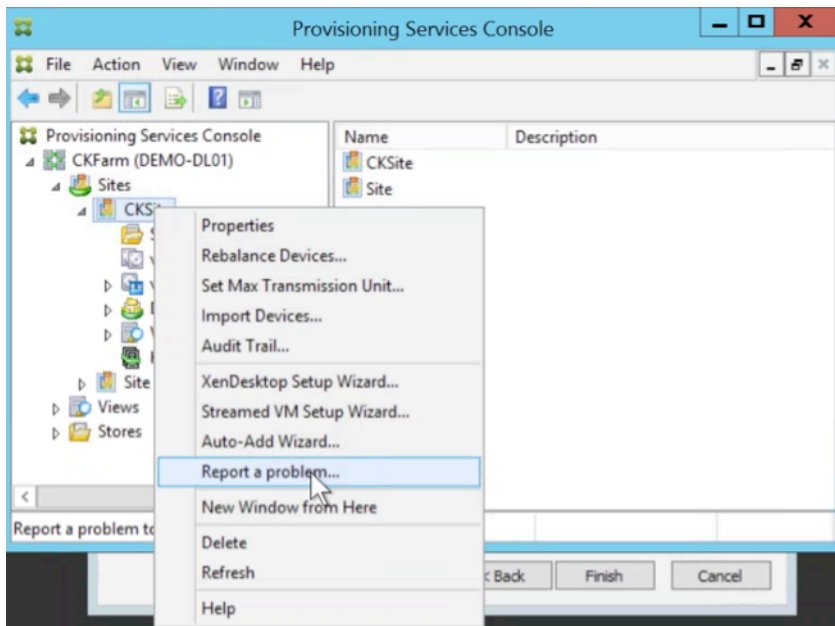 Provisioning Services Console
File Action View Window Help
Provisioning Services Console
CKFarm (DEMO-DL01)
Sites
CKSi
Site
Views
Stores
Name Description
CKSite
Site
Properties
Rebalance Devices...
Set Max Transmission Unit...
Import Devices...
Audit Trail...
XenDesktop Setup Wizard...
Streamed VM Setup Wizard...
Auto-Add Wizard...
Report a problem...
New Window from Here
Delete
Refresh
Help
Report a problem to
< Back Finish Cancel